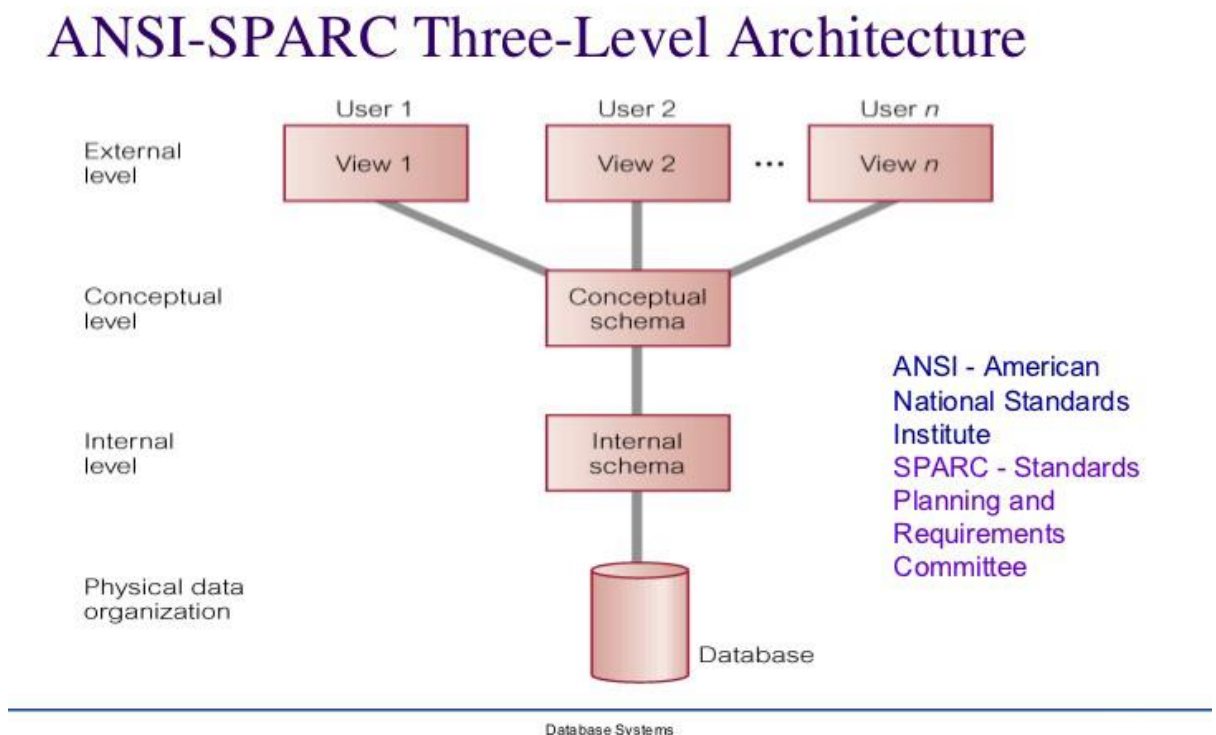 ANSI-SPARC Three-Level Architecture
User 1
User 2
User n
External
level
View 1
View 2
...
View n
Conceptual
level
Conceptual
schema
Internal
level
Internal
schema
ANSI - American
National Standards
Institute
SPARC - Standards
Planning and
Requirements
Committee
Physical data
organization
Database
Database Systems